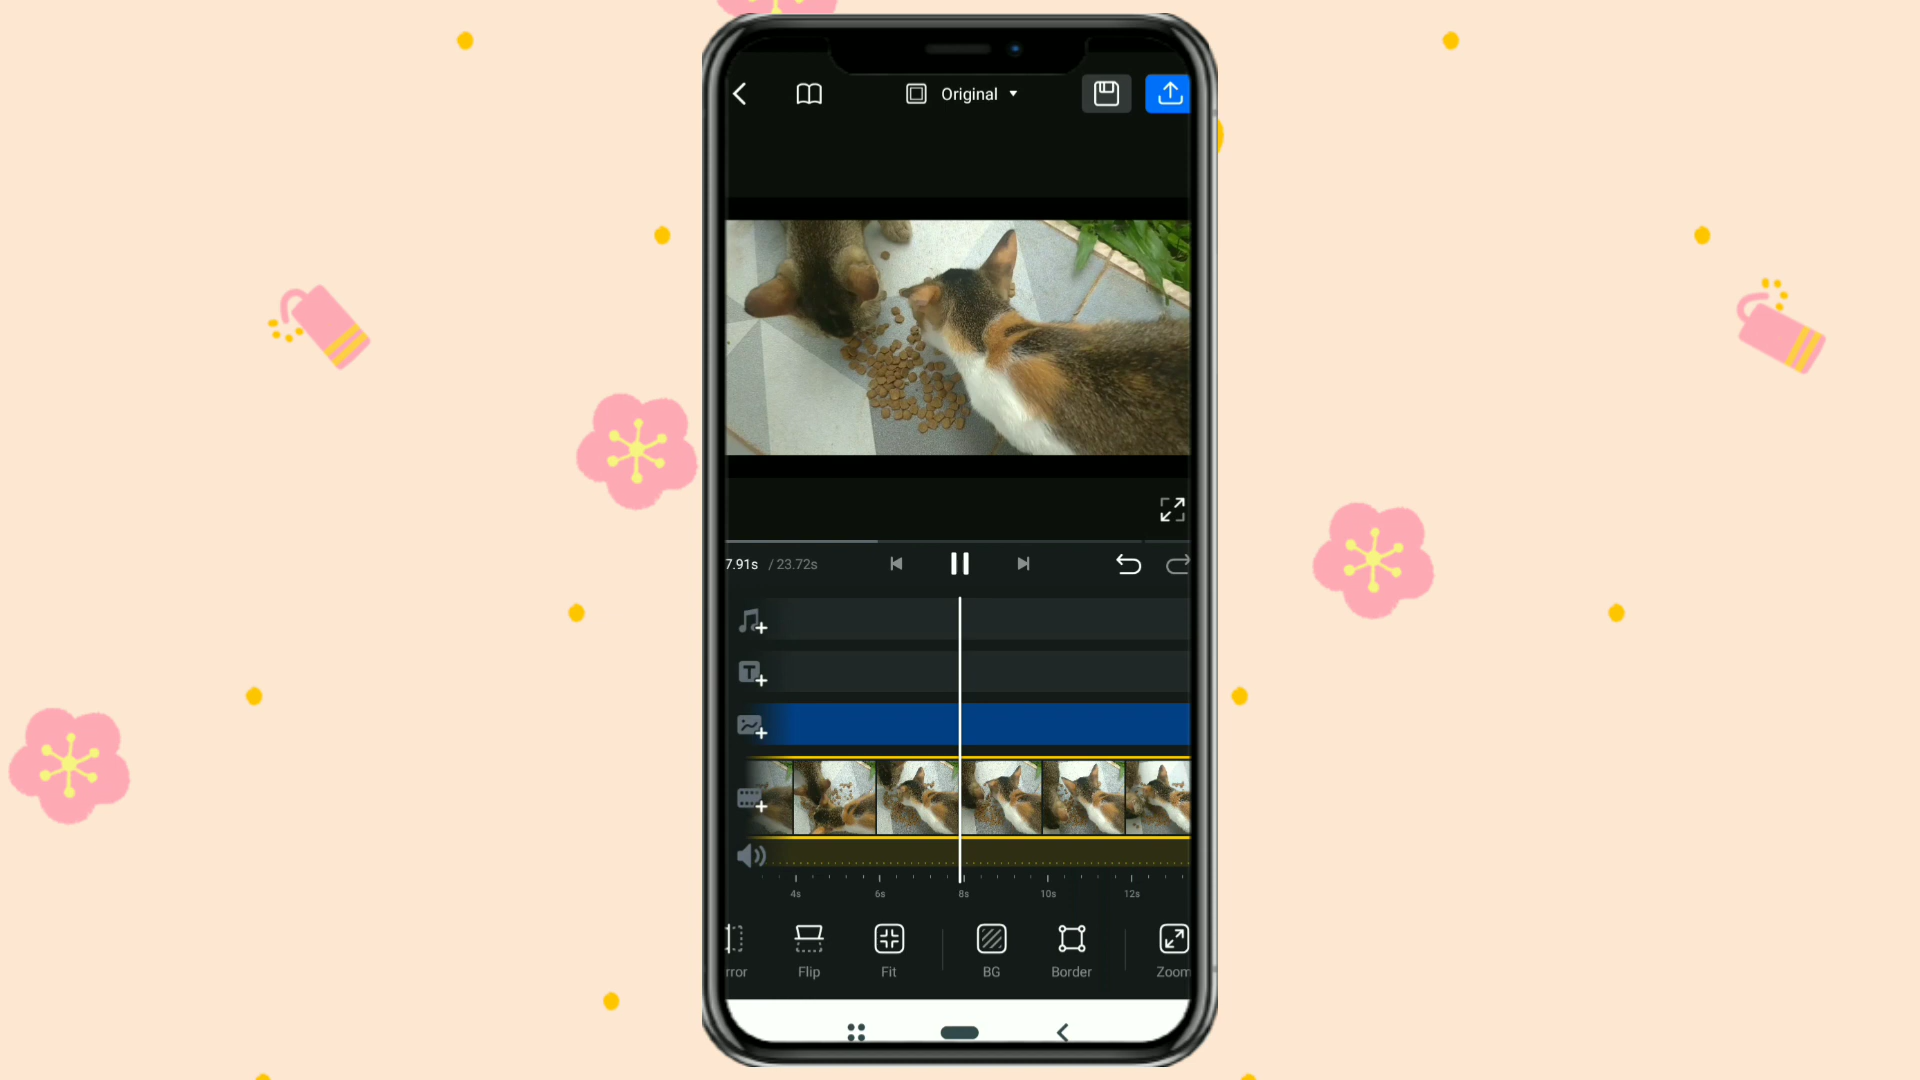 Original
7.91s / 23.72s
T
4s 6s 8s 10s 12s
rror Flip Fit BG Border Zoom